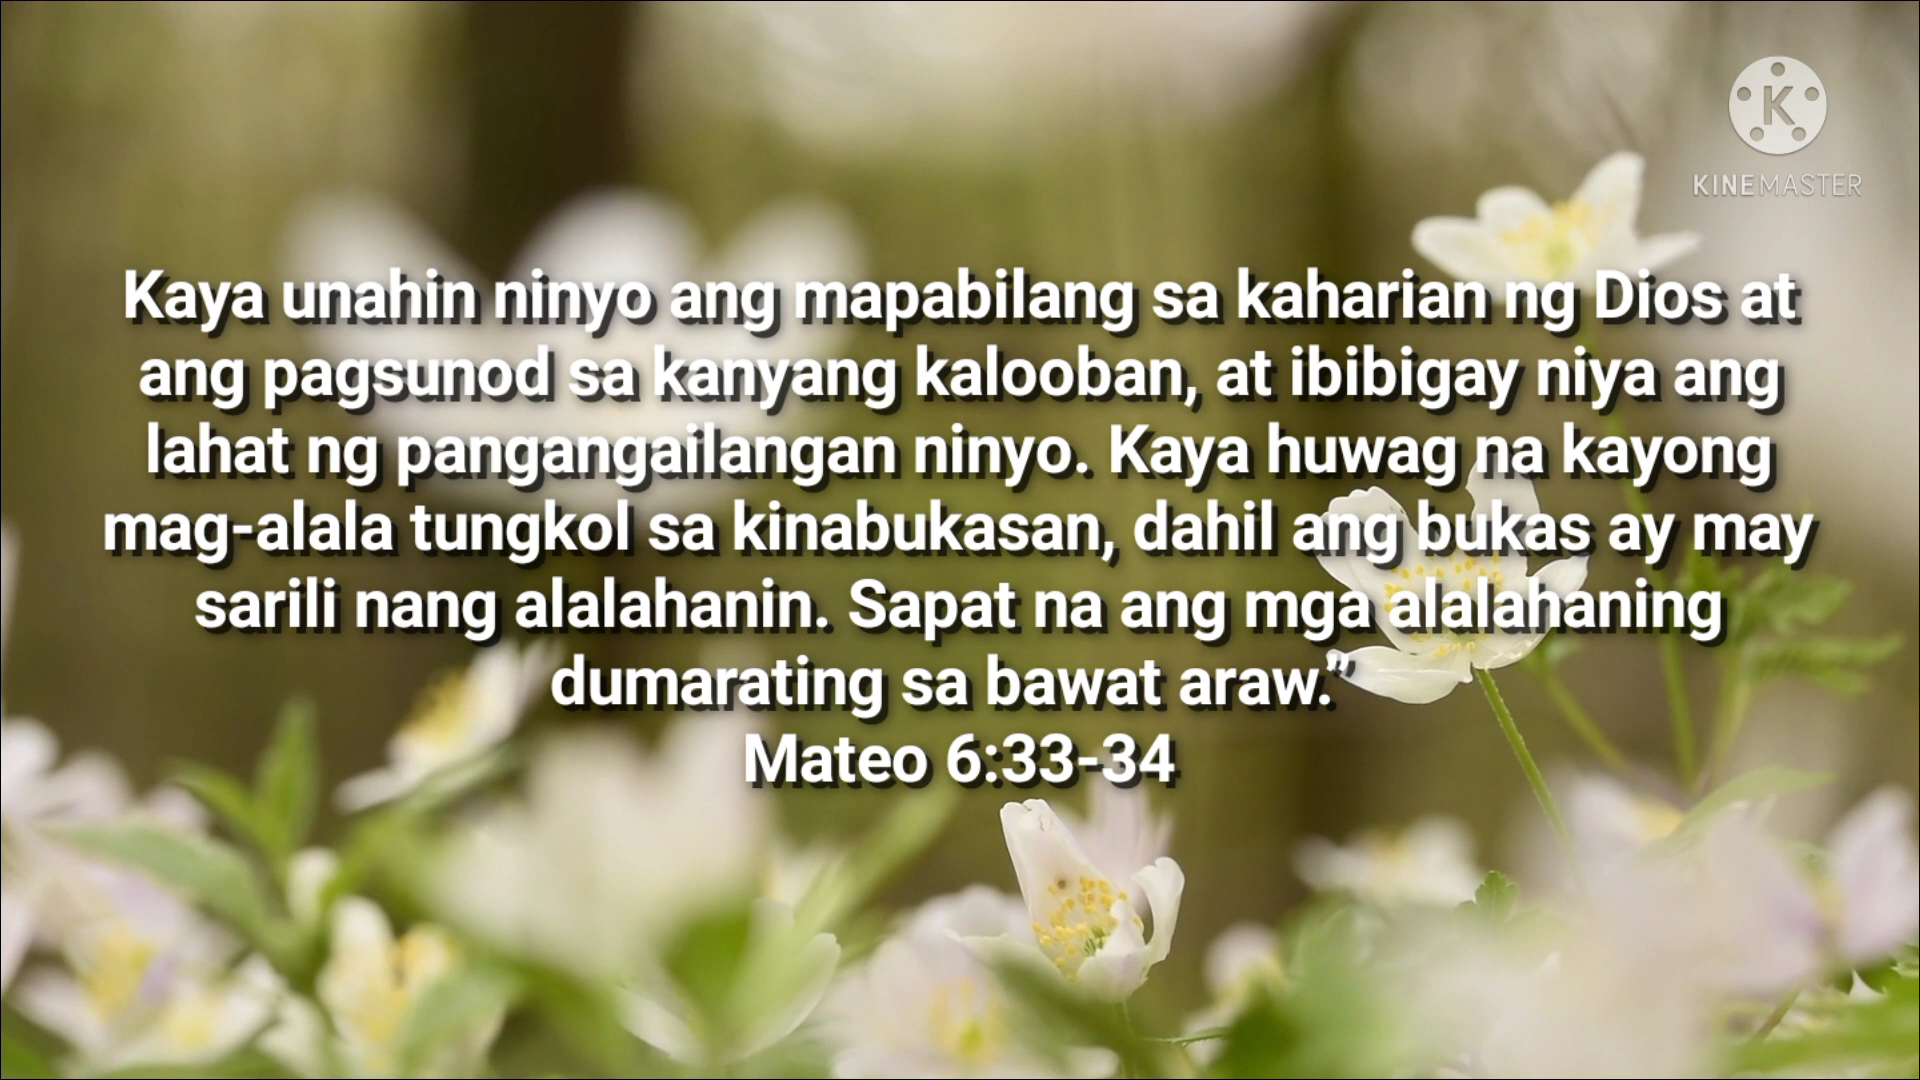 KINEMASTER
Kaya unahin ninyo ang mapabilang sa kaharian ng Dios at
ang pagsunod sa kanyang kalooban, at ibibigay niya ang
lahat ng pangangailangan ninyo. Kaya huwag na kayong
mag-alala tungkol sa kinabukasan, dahil ang bukas ay may
sarili nang alalahanin. Sapat na ang mga alalahaning
dumarating sa bawat araw.”
Mateo 6:33-34